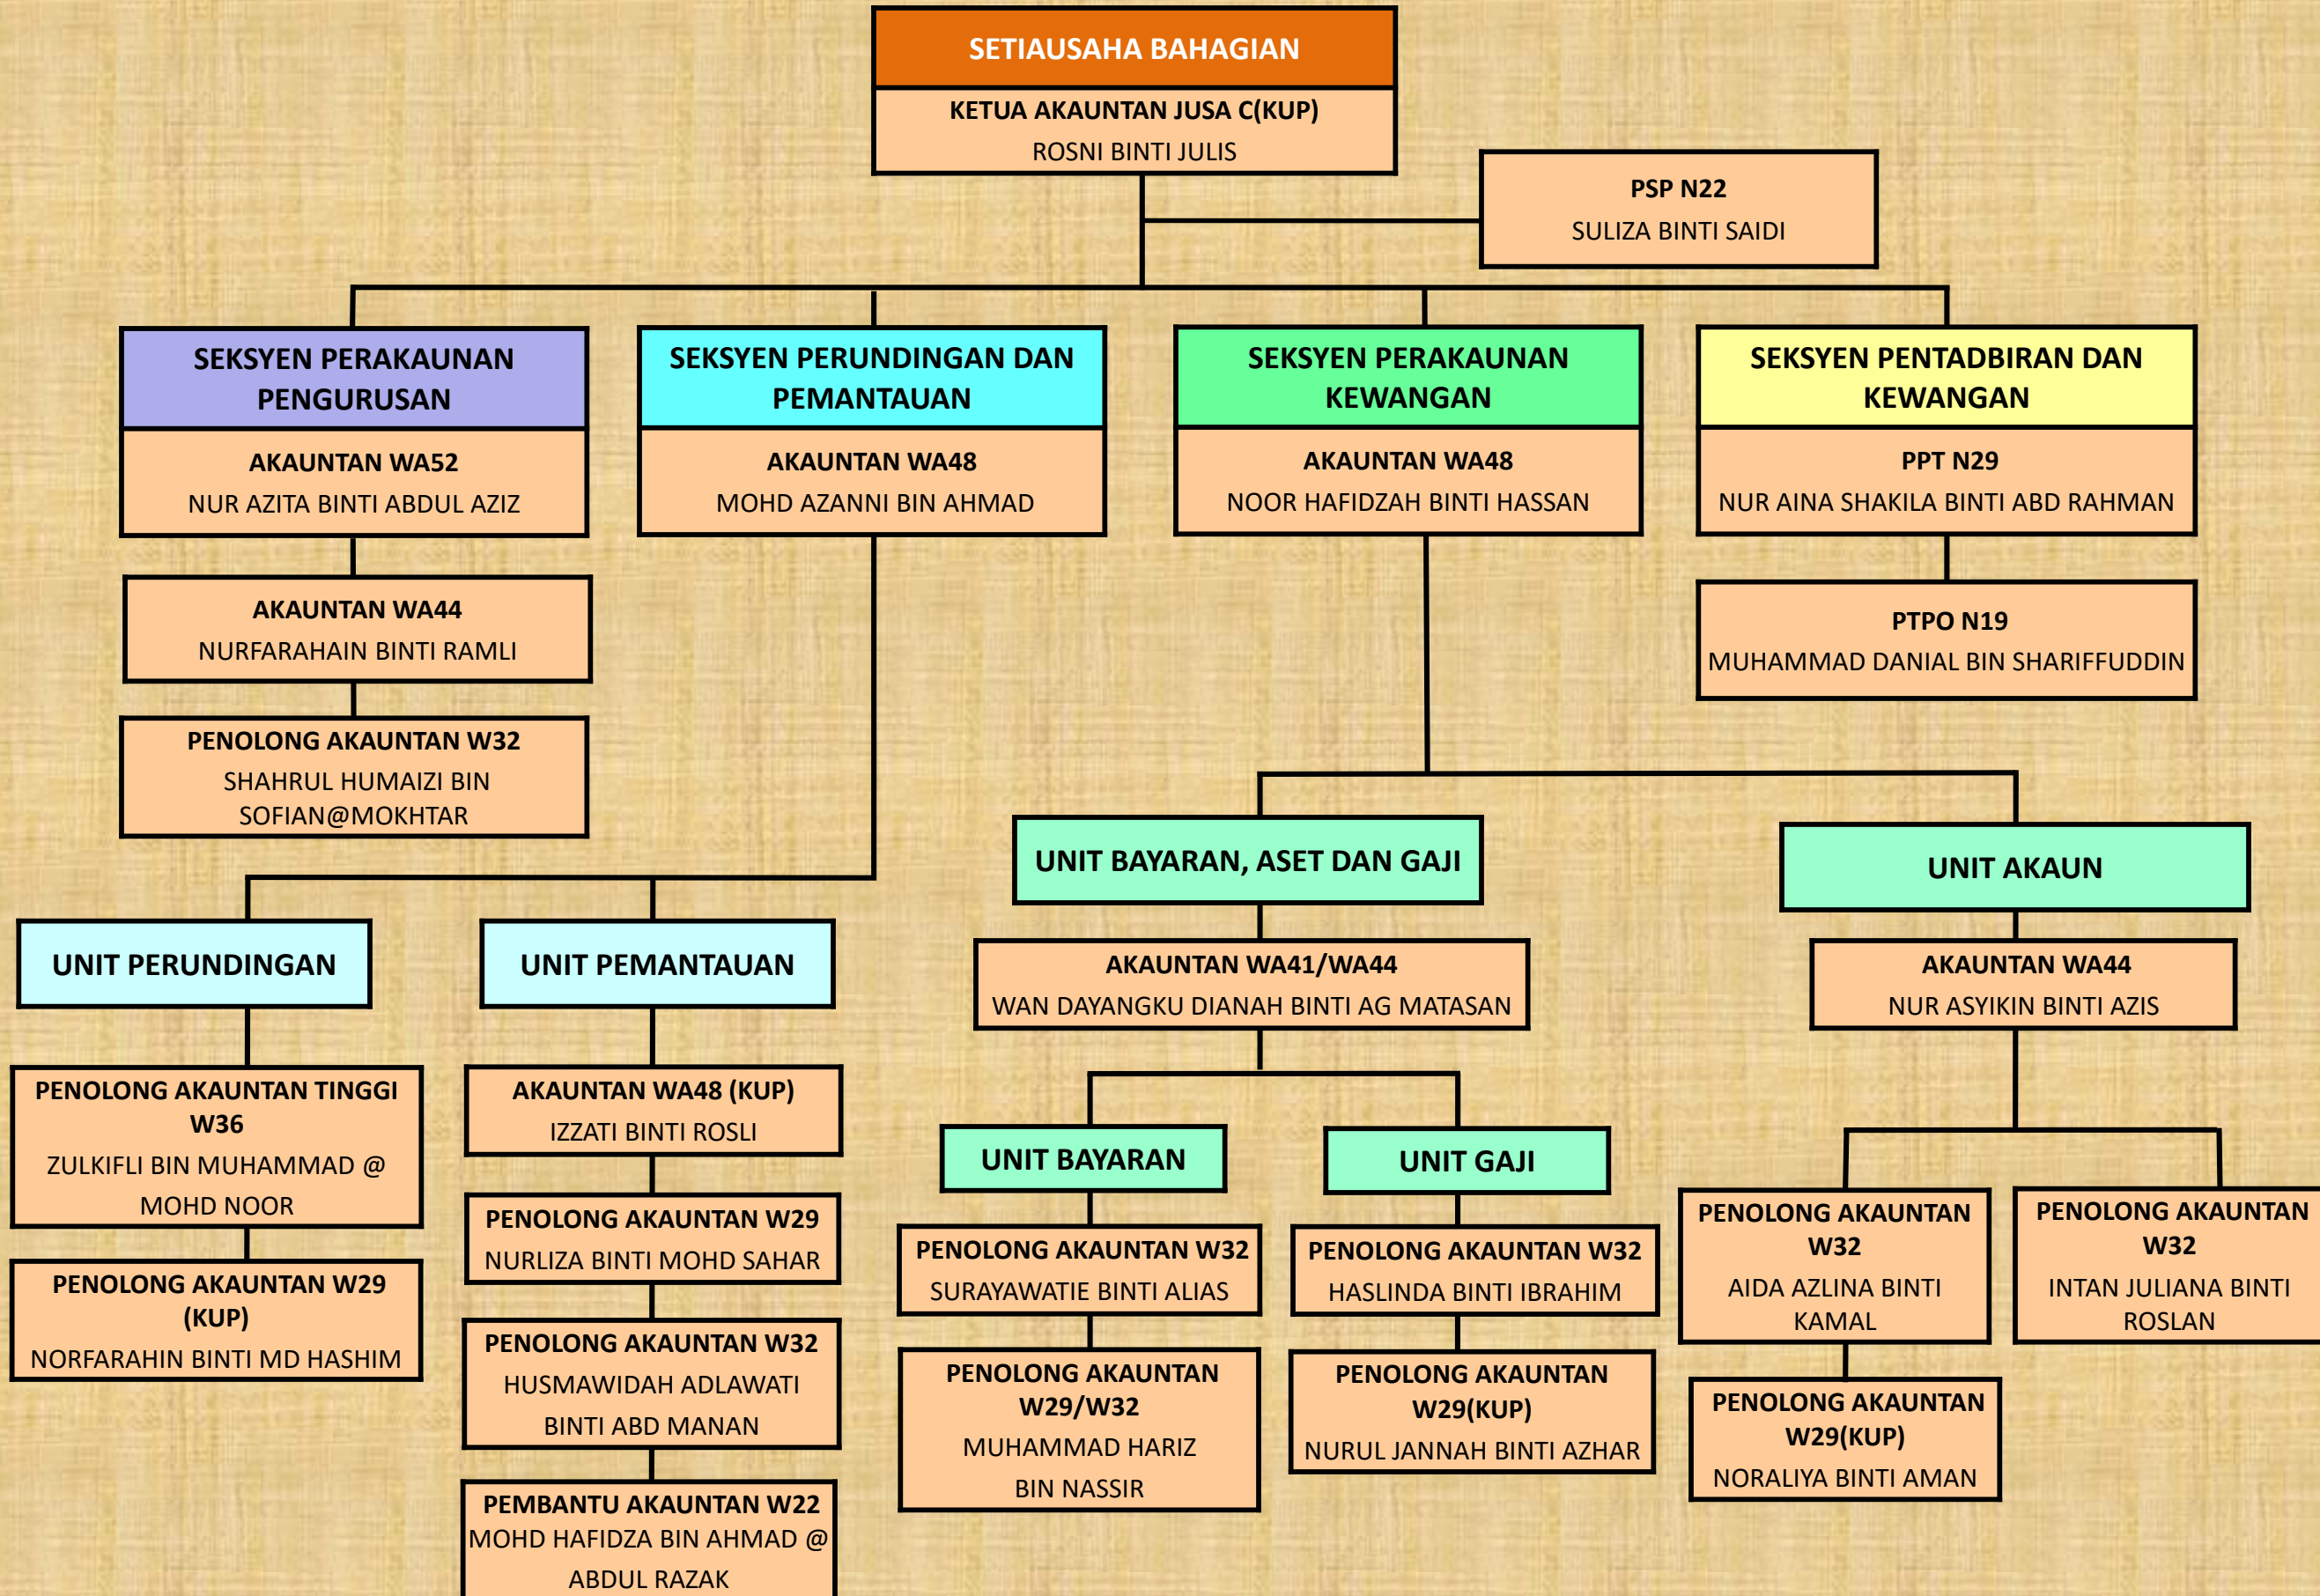 SETIAUSAHA BAHAGIAN
KETUA AKAUNTAN JUSA C(KUP)
ROSNI BINTI JULIS
PSP N22
SULIZA BINTI SAIDI
SEKSYEN PERAKAUNAN
PENGURUSAN
AKAUNTAN WA52
NUR AZITA BINTI ABDUL AZIZ
AKAUNTAN WA44
NURFARAHAIN BINTI RAMLI
PENOLONG AKAUNTAN W32
SHAHRUL HUMAIZI BIN
SOFIAN@MOKHTAR
SEKSYEN PERUNDINGAN DAN
PEMANTAUAN
AKAUNTAN WA48
MOHD AZANNI BIN AHMAD
UNIT PERUNDINGAN
PENOLONG AKAUNTAN TINGGI
W36
ZULKIFLI BIN MUHAMMAD @
MOHD NOOR
PENOLONG AKAUNTAN W29
(KUP)
NORFARAHIN BINTI MD HASHIM
UNIT PEMANTAUAN
AKAUNTAN WA48 (KUP)
IZZATI BINTI ROSLI
PENOLONG AKAUNTAN W29
NURLIZA BINTI MOHD SAHAR
PENOLONG AKAUNTAN W32
HUSMAWIDAH ADLAWATI
BINTI ABD MANAN
PEMBANTU AKAUNTAN W22
MOHD HAFIDZA BIN AHMAD @
ABDUL RAZAK
SEKSYEN PERAKAUNAN
KEWANGAN
AKAUNTAN WA48
NOOR HAFIDZAH BINTI HASSAN
UNIT BAYARAN, ASET DAN GAJI
AKAUNTAN WA41/WA44
WAN DAYANGKU DIANAH BINTI AG MATASAN
UNIT BAYARAN
PENOLONG AKAUNTAN W32
SURAYAWATIE BINTI ALIAS
PENOLONG AKAUNTAN
W29/W32
MUHAMMAD HARIZ
BIN NASSIR
UNIT GAJI
PENOLONG AKAUNTAN W32
HASLINDA BINTI IBRAHIM
PENOLONG AKAUNTAN
W29(KUP)
NURUL JANNAH BINTI AZHAR
UNIT AKAUN
AKAUNTAN WA44
NUR ASYIKIN BINTI AZIS
PENOLONG AKAUNTAN
W32
AIDA AZLINA BINTI
KAMAL
PENOLONG AKAUNTAN
W29(KUP)
NORALIYA BINTI AMAN
PENOLONG AKAUNTAN
W32
INTAN JULIANA BINTI
ROSLAN
SEKSYEN PENTADBIRAN DAN
KEWANGAN
PPT N29
NUR AINA SHAKILA BINTI ABD RAHMAN
PTPO N19
MUHAMMAD DANIAL BIN SHARIFFUDDIN